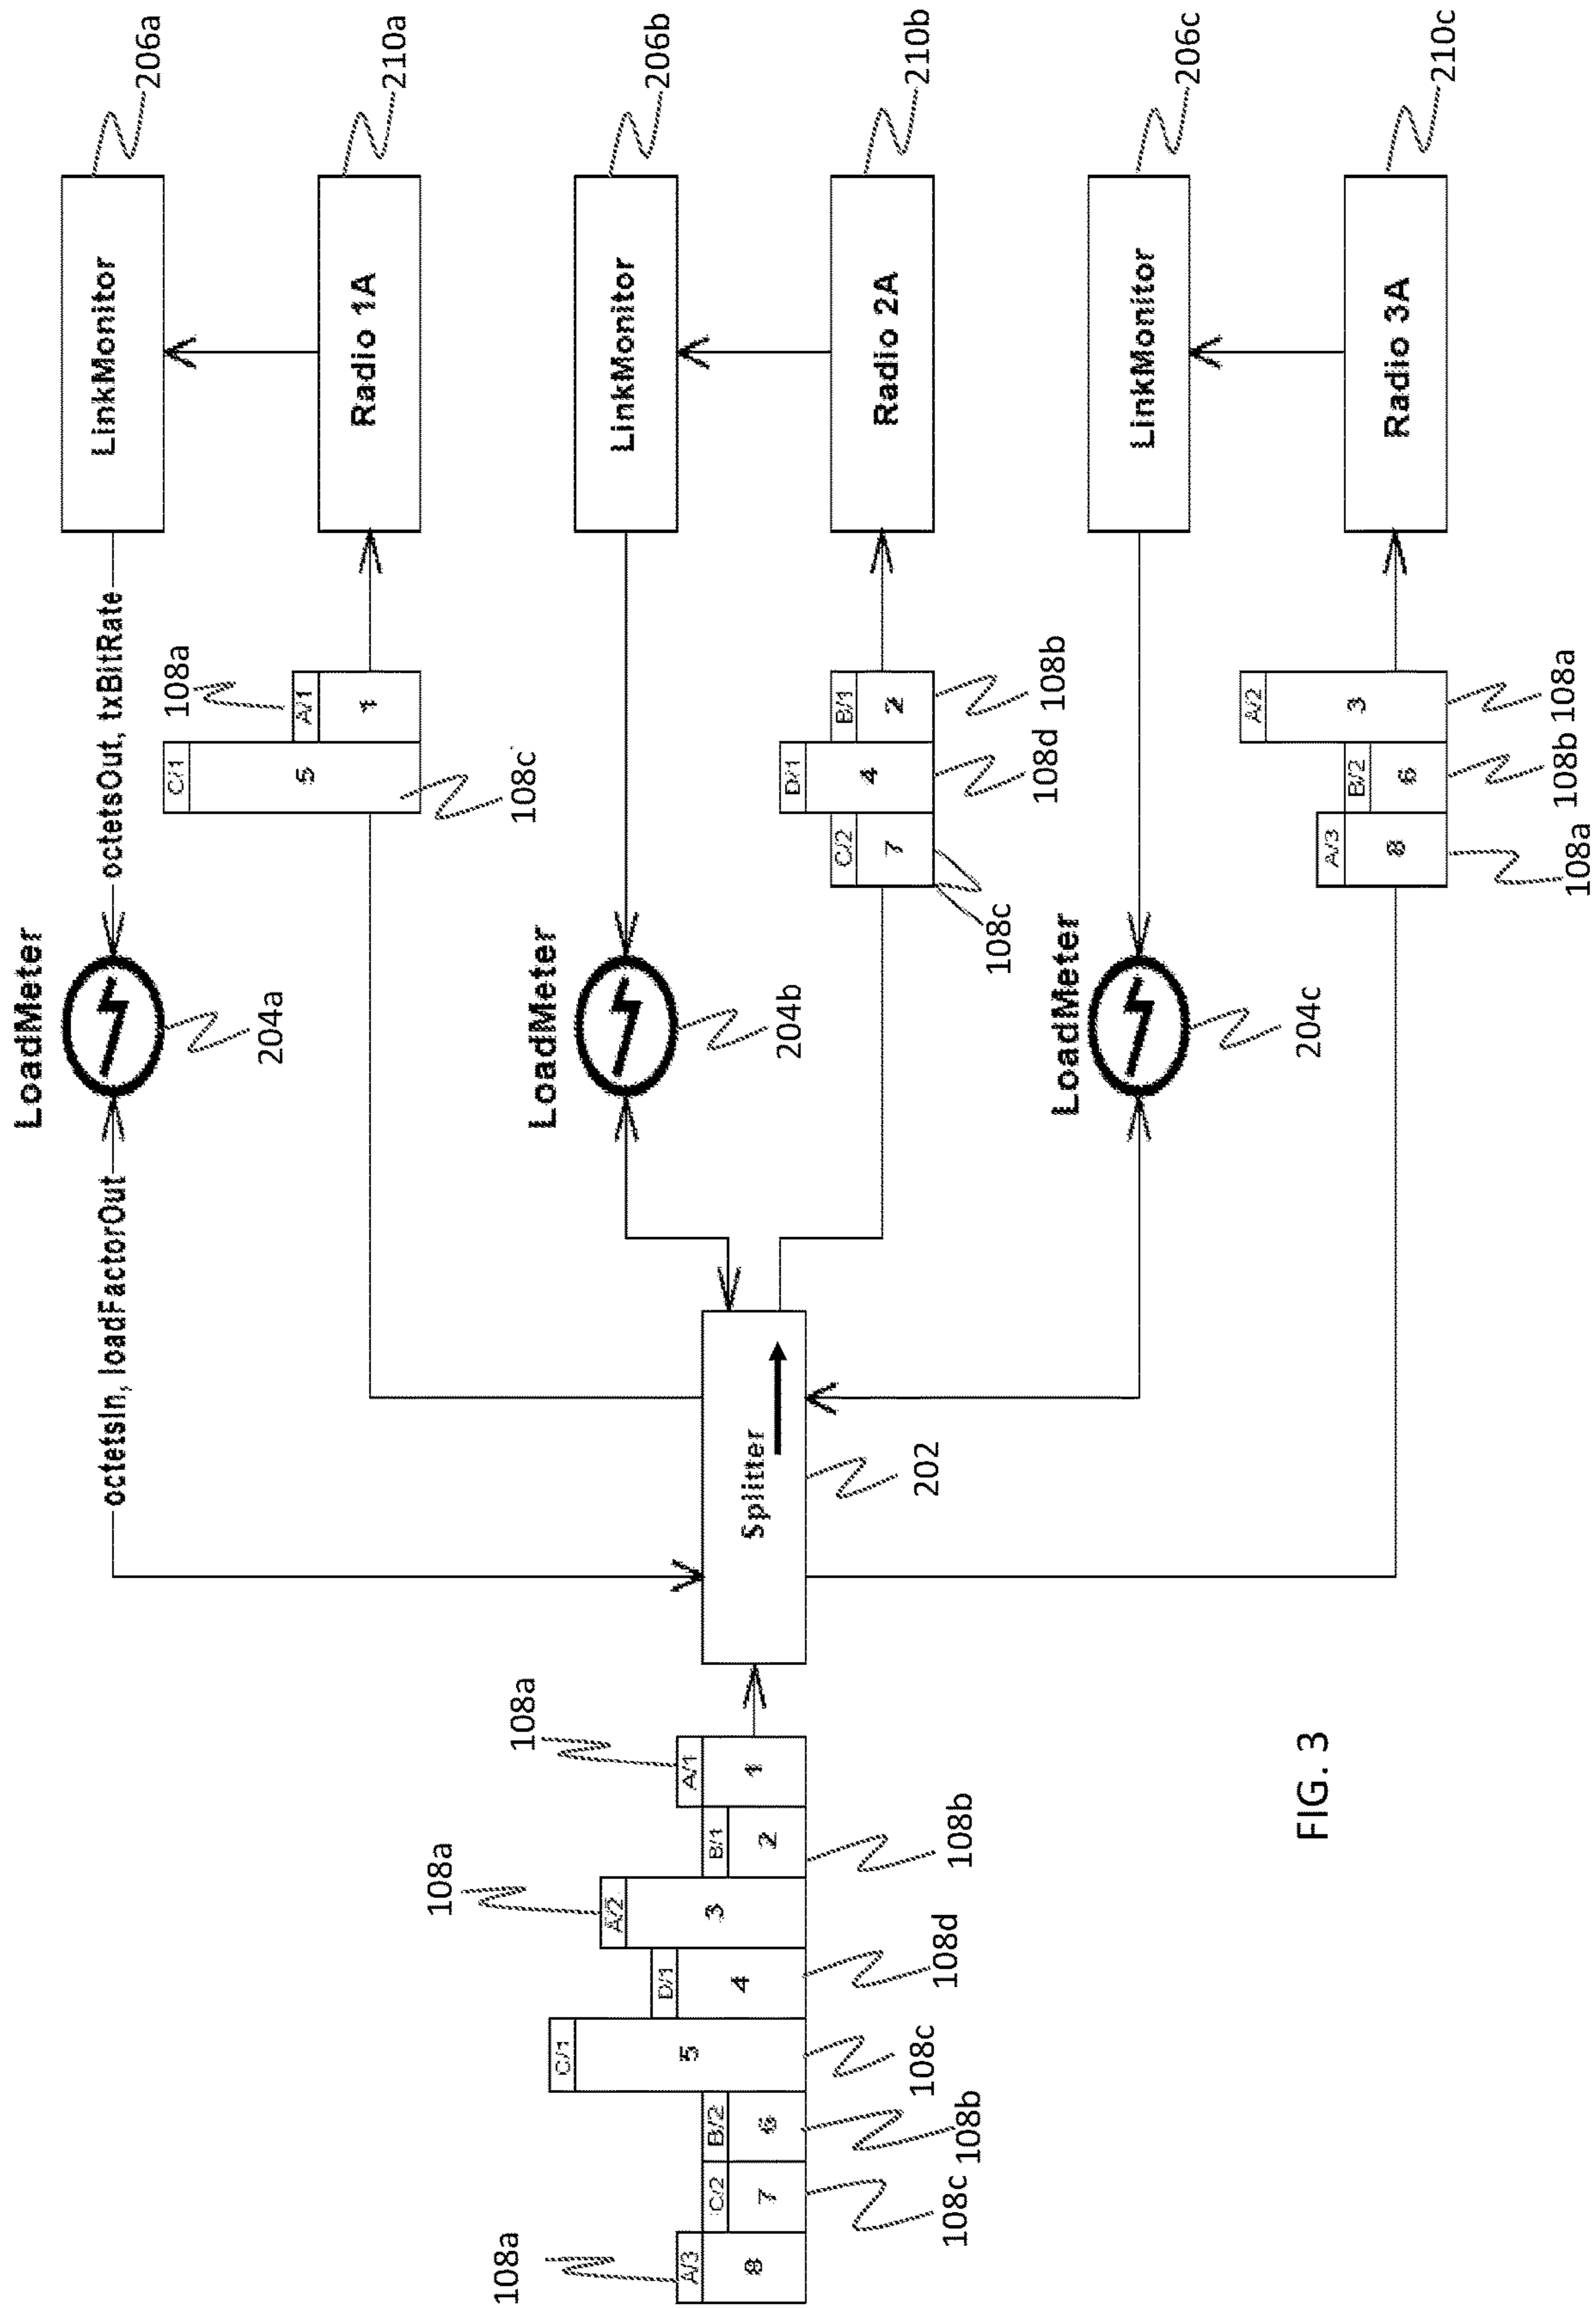 LoadMeter
206a
octetsIn, loadFactorOut
octetsOut, txBitRate
LinkMonitor
204a
108a
210a
C/1
5
A/1
1
Radio 1A
108c
LoadMeter
206b
LinkMonitor
204b
210b
C/2
7
D/1
4
B/1
2
Radio 2A
108c
108d
108b
Splitter
202
LoadMeter
206c
LinkMonitor
204c
210c
A/3
8
B/2
6
A/2
3
Radio 3A
108a
108b
108a
108a
108a
108a
A/3
8
C/2
7
B/2
6
C/1
5
D/1
4
A/2
3
B/1
2
A/1
1
108c
108b
108c
108d
108b
FIG. 3